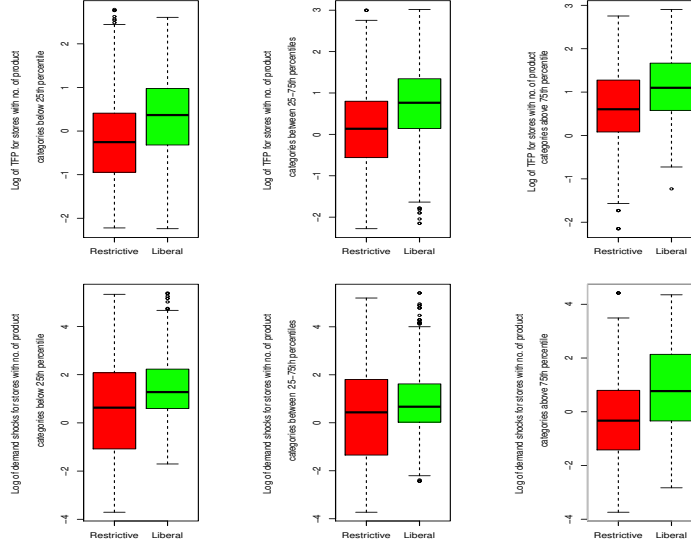 Log of TFP for stores with no. of product
categories below 25th percentile
2
1
0
−1
−2
Restrictive Liberal
Log of TFP for stores with no. of product
categories between 25−75th percentiles
3
2
1
0
−1
−2
Restrictive Liberal
Log of TFP for stores with no. of product
categories above 75th percentile
3
2
1
0
−1
−2
Restrictive Liberal
Log of demand shocks for stores with no. of product
categories below 25th percentile
4
2
0
−2
−4
Restrictive Liberal
Log of demand shocks for stores with no. of product
categories between 25−75th percentiles
4
2
0
−2
−4
Restrictive Liberal
Log of demand shocks for stores with no. of product
categories above 75th percentile
4
2
0
−2
−4
Restrictive Liberal